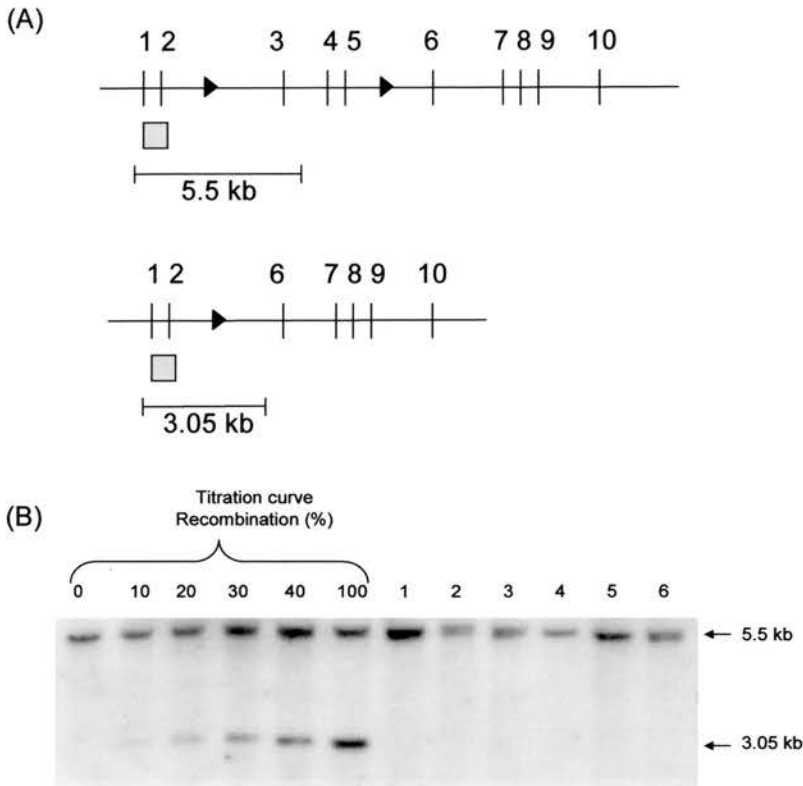 (A)
1 2 3 4 5 6 7 8 9 10
5.5 kb
1 2 6 7 8 9 10
3.05 kb
(B)
Titration curve
Recombination (%)
0 10 20 30 40 100 1 2 3 4 5 6
5.5 kb
3.05 kb